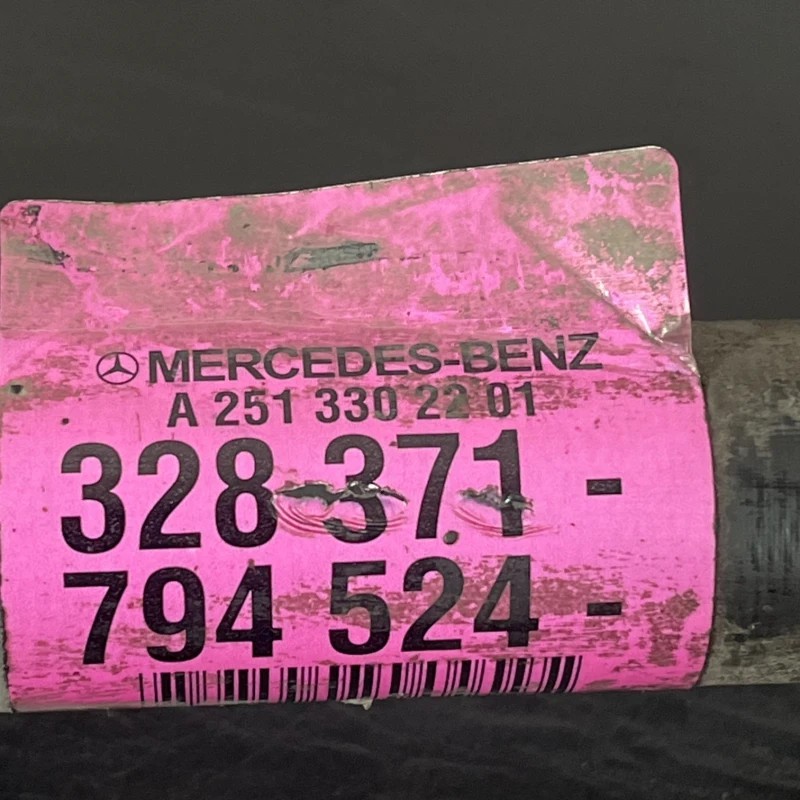 MERCEDES-BENZ
A 251 330 22 01
328 371 -
794 524 -